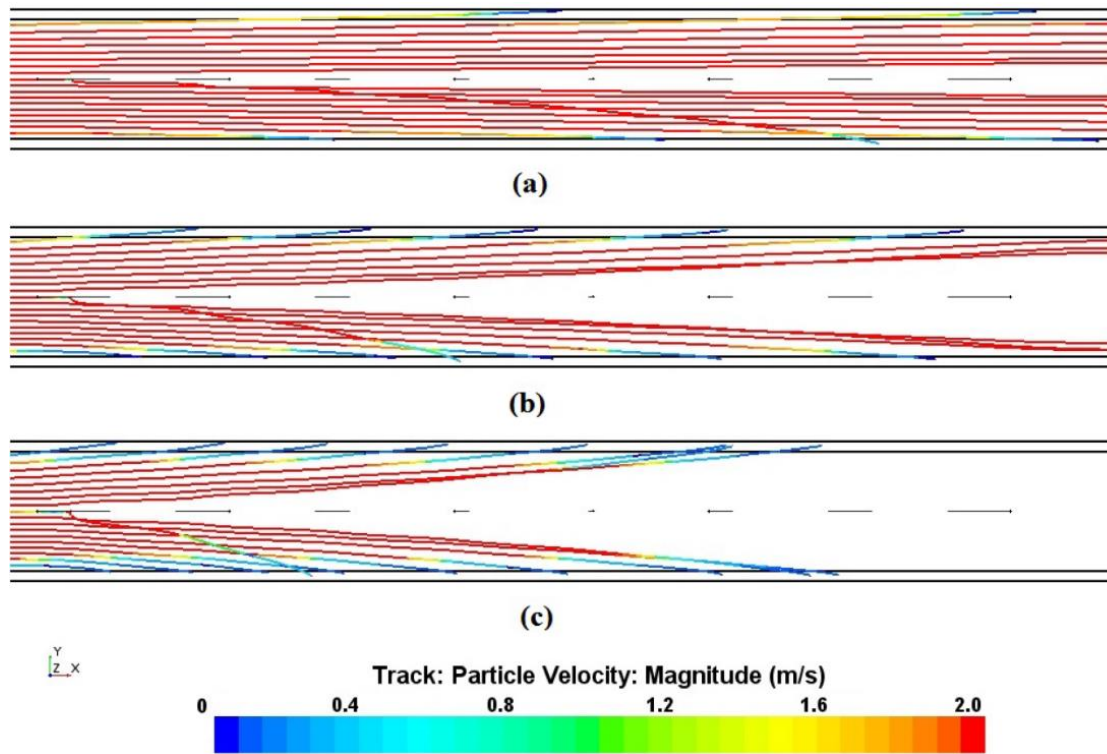 (a)
(b)
(c)
Y
Z X
Track: Particle Velocity: Magnitude (m/s)
0 0.4 0.8 1.2 1.6 2.0